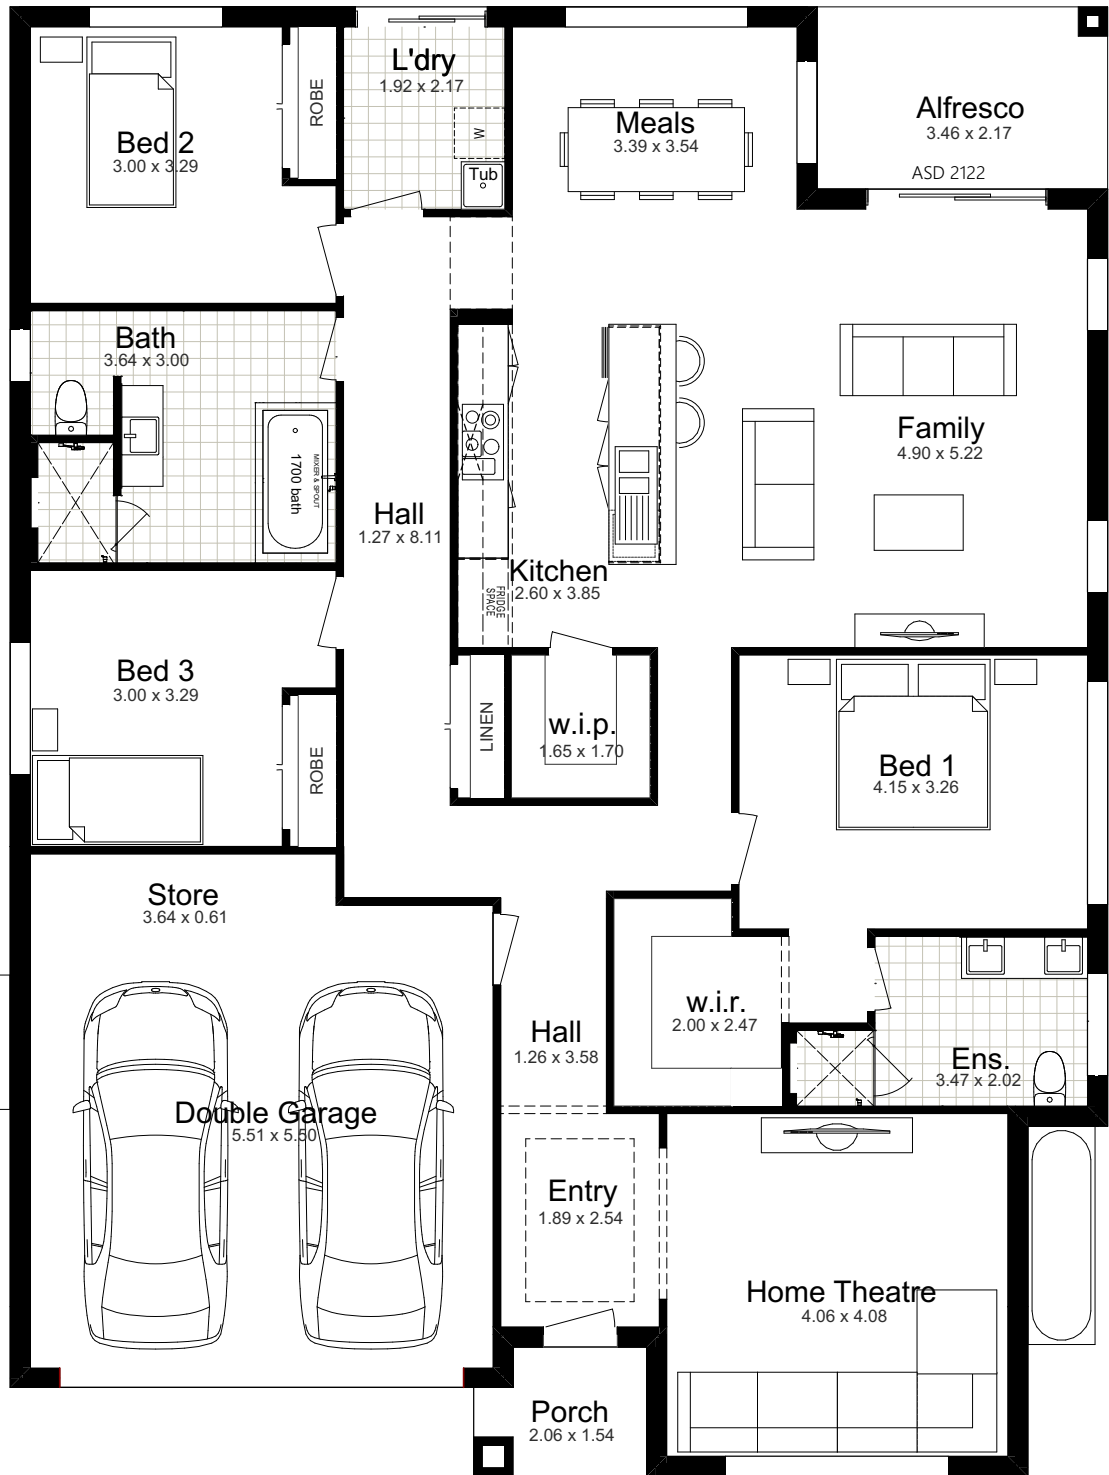 L'dry
1.92 x 2.17
ROBE
Bed 2
3.00 x 3.29
W
Tub
Meals
3.39 x 3.54
Alfresco
3.46 x 2.17
ASD 2122
Bath
3.64 x 3.00
MIXER & SPOUT
1700 bath
Hall
1.27 x 8.11
Family
4.90 x 5.22
Kitchen
2.60 x 3.85
FRIDGE
SPACE
Bed 3
3.00 x 3.29
ROBE
LINEN
w.i.p.
1.65 x 1.70
Bed 1
4.15 x 3.26
Store
3.64 x 0.61
w.i.r.
2.00 x 2.47
Hall
1.26 x 3.58
Ens.
3.47 x 2.02
Double Garage
5.51 x 5.50
Entry
1.89 x 2.54
Home Theatre
4.06 x 4.08
Porch
2.06 x 1.54